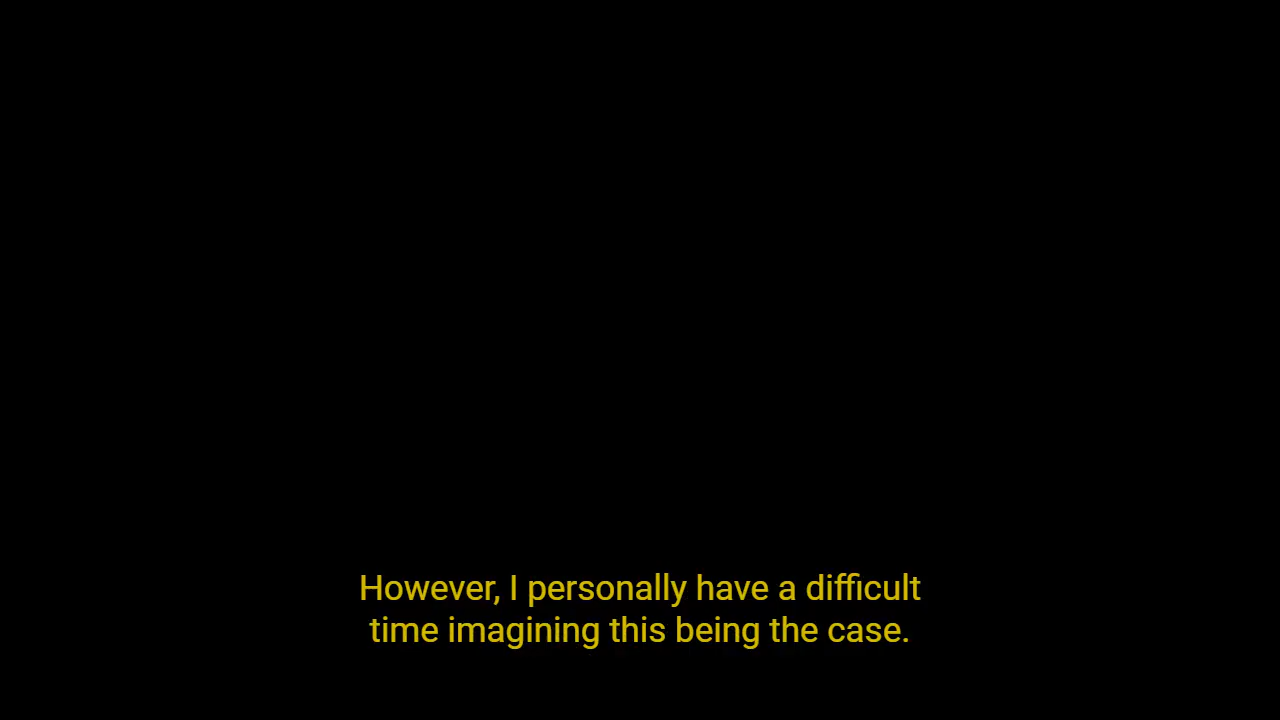 However, I personally have a difficult
time imagining this being the case.